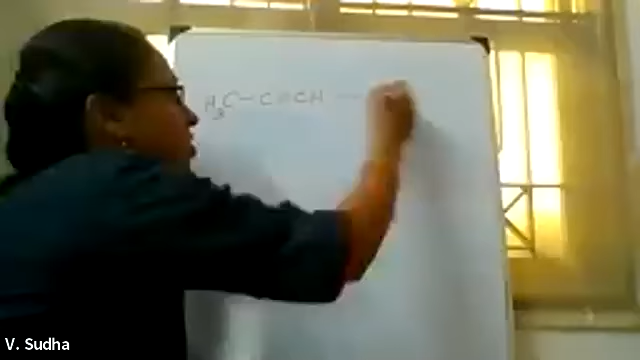 H₃C – C ≡ CH —
V. Sudha